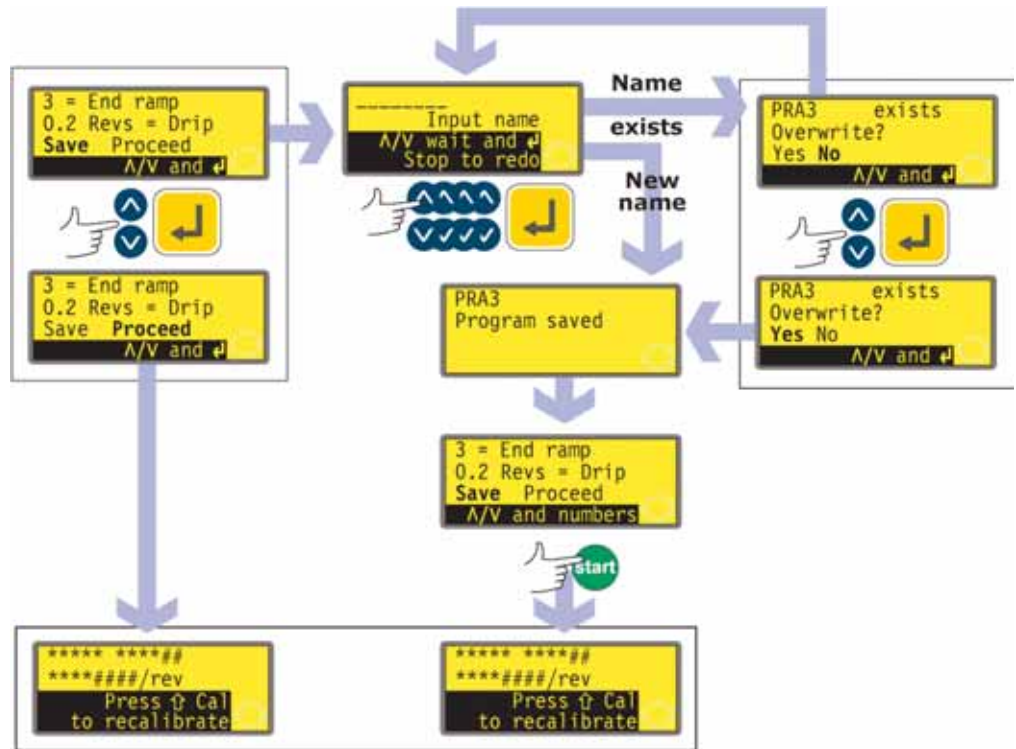 3 = End ramp
0.2 Revs = Drip
Save Proceed
Λ/V and ↵
3 = End ramp
0.2 Revs = Drip
Save Proceed
Λ/V and ↵
--------
Input name
Λ/V wait and ↵
Stop to redo
Name
exists
New
name
PRA3 exists
Overwrite?
Yes No
Λ/V and ↵
PRA3 exists
Overwrite?
Yes No
Λ/V and ↵
PRA3
Program saved
3 = End ramp
0.2 Revs = Drip
Save Proceed
Λ/V and numbers
start
***** ****##
****####/rev
Press ⇧ Cal
to recalibrate
***** ****##
****####/rev
Press ⇧ Cal
to recalibrate